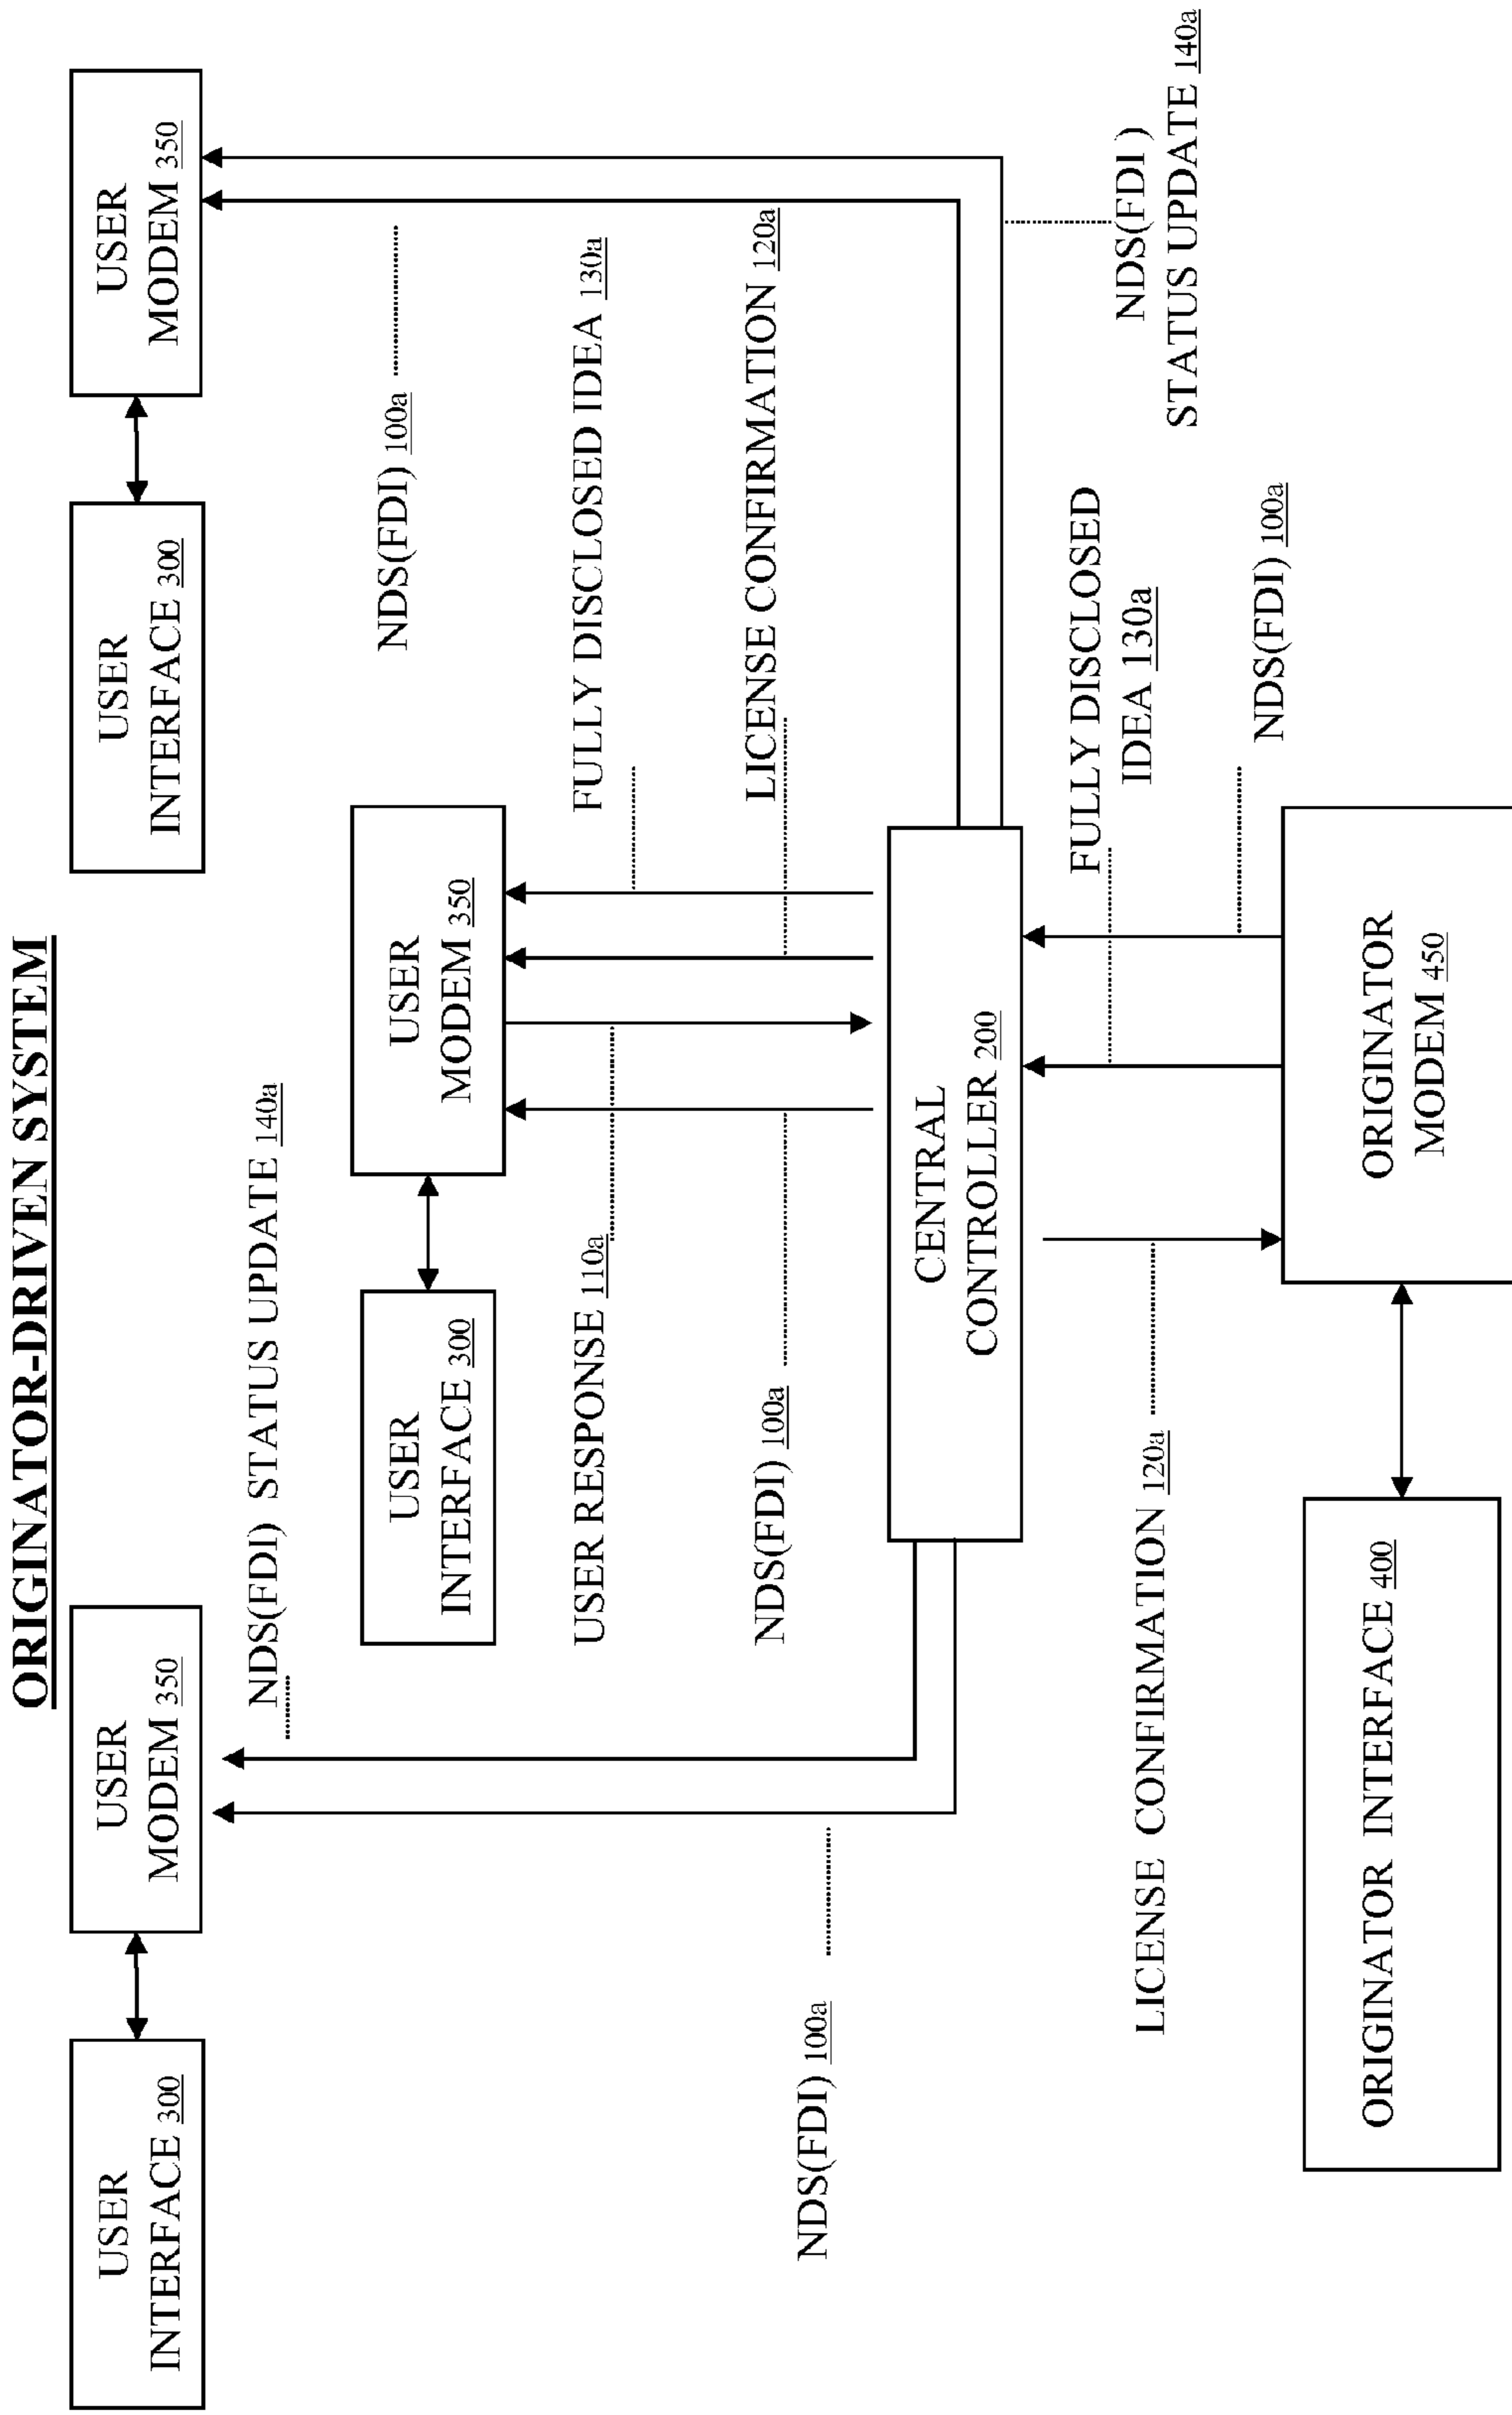 ORIGINATOR-DRIVEN SYSTEM
USER
INTERFACE 300
USER
MODEM 350
USER
INTERFACE 300
USER
MODEM 350
NDS(FDI) STATUS UPDATE 140a
USER
INTERFACE 300
USER
MODEM 350
NDS(FDI) 100a
USER RESPONSE 110a
FULLY DISCLOSED IDEA 130a
NDS(FDI) 100a
LICENSE CONFIRMATION 120a
NDS(FDI) 100a
CENTRAL
CONTROLLER 200
FULLY DISCLOSED
IDEA 130a
NDS(FDI)
STATUS UPDATE 140a
LICENSE CONFIRMATION 120a
NDS(FDI) 100a
ORIGINATOR INTERFACE 400
ORIGINATOR
MODEM 450